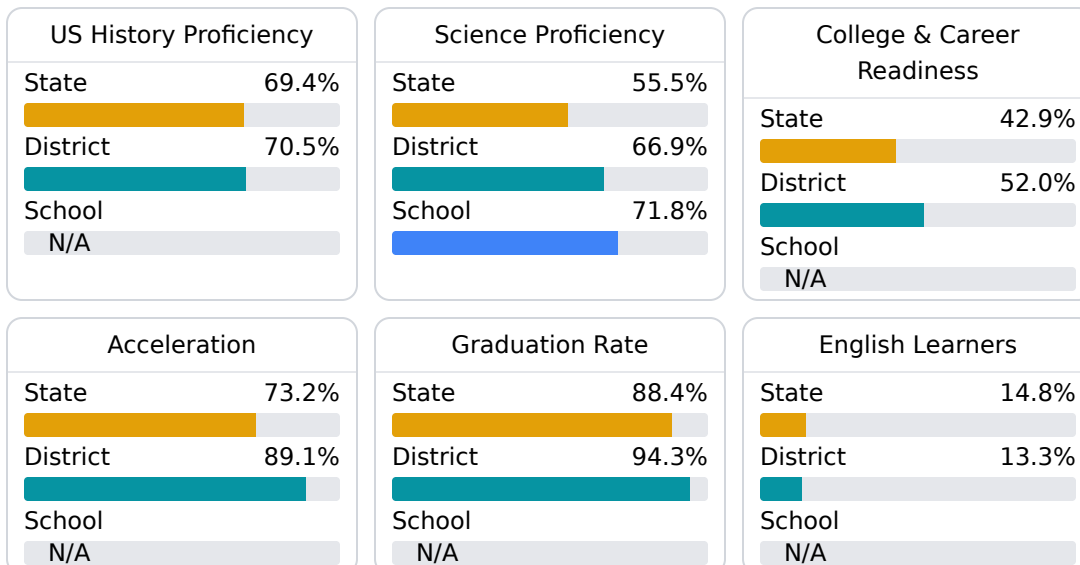 US History Proficiency
State 69.4%
District 70.5%
School
N/A
Science Proficiency
State 55.5%
District 66.9%
School 71.8%
College & Career
Readiness
State 42.9%
District 52.0%
School
N/A
Acceleration
State 73.2%
District 89.1%
School
N/A
Graduation Rate
State 88.4%
District 94.3%
School
N/A
English Learners
State 14.8%
District 13.3%
School
N/A